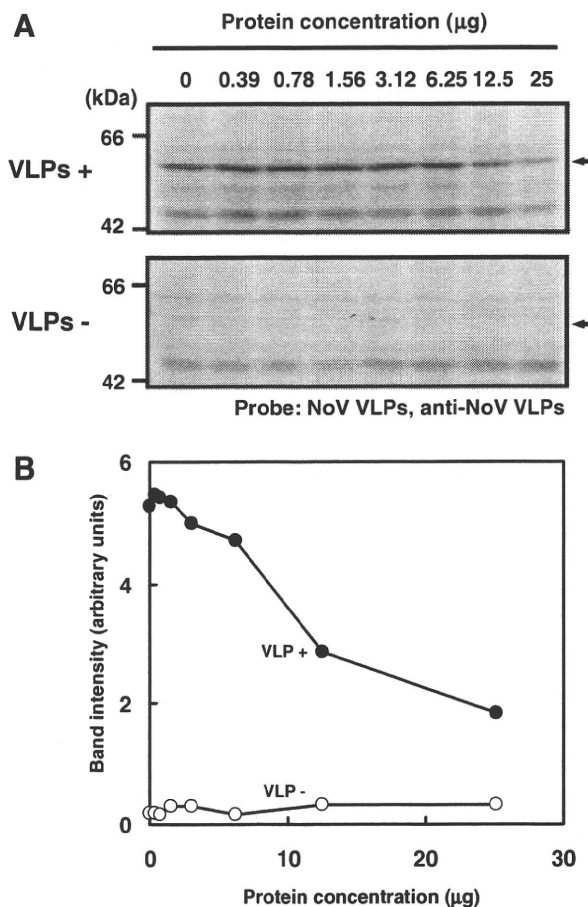 A
Protein concentration (μg)
0 0.39 0.78 1.56 3.12 6.25 12.5 25
(kDa)
66
VLPs +
42
66
VLPs -
42
Probe: NoV VLPs, anti-NoV VLPs
B
6
4
2
0
Band intensity (arbitrary units)
VLP +
VLP -
0 10 20 30
Protein concentration (μg)